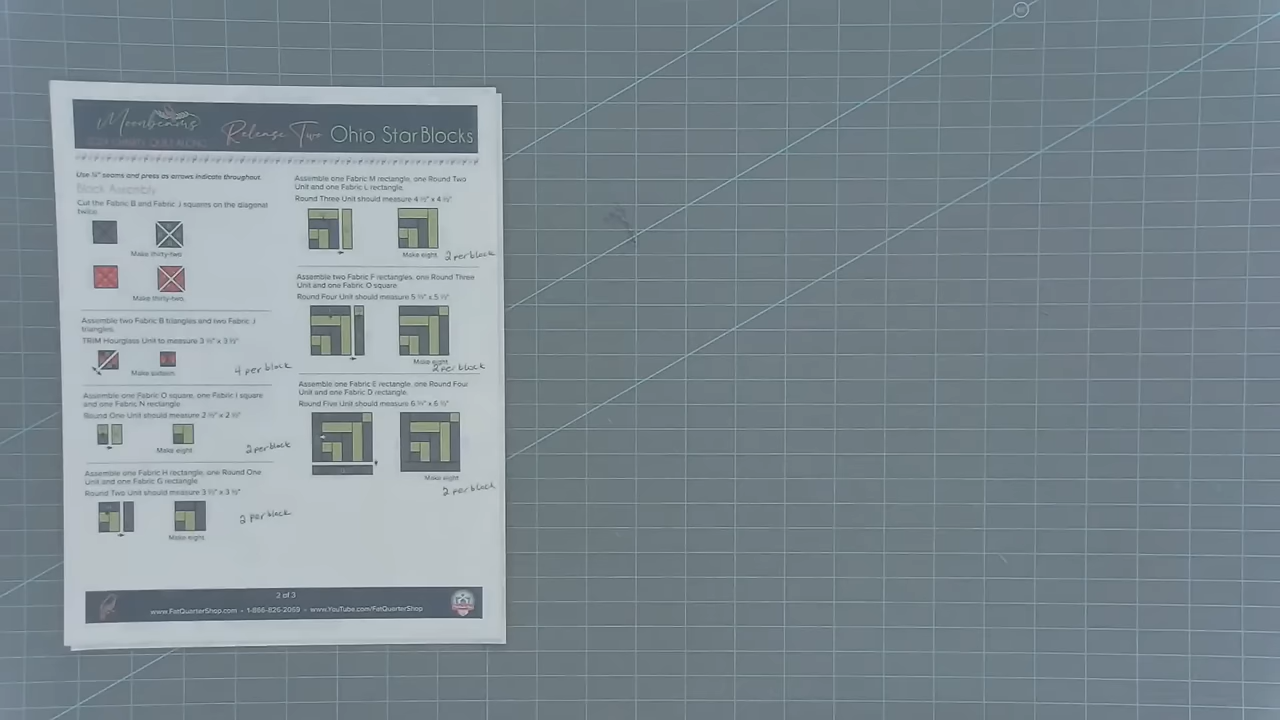 Moonbeams
Release Two Ohio Star Blocks
Use ¼" seams and press as arrows indicate throughout.
Block Assembly
Cut the Fabric B and Fabric J squares on the diagonal
twice.
Make thirty-two.
Make thirty-two.
Assemble two Fabric B triangles and two Fabric J
triangles.
TRIM Hourglass Unit to measure 3 ½" x 3 ½"
Make sixteen.
4 per block
Assemble one Fabric O square, one Fabric I square
and one Fabric N rectangle.
Round One Unit should measure 2 ½" x 2 ½"
Make eight.
2 per block
Assemble one Fabric H rectangle, one Round One
Unit and one Fabric G rectangle.
Round Two Unit should measure 3 ½" x 3 ½"
Make eight.
2 per block
Assemble one Fabric M rectangle, one Round Two
Unit and one Fabric L rectangle.
Round Three Unit should measure 4 ½" x 4 ½"
Make eight.
2 per block
Assemble two Fabric F rectangles, one Round Three
Unit and one Fabric O square.
Round Four Unit should measure 5 ½" x 5 ½"
Make eight.
2 per block
Assemble one Fabric E rectangle, one Round Four
Unit and one Fabric D rectangle.
Round Five Unit should measure 6 ½" x 6 ½"
Make eight.
2 per block
2 of 3
www.FatQuarterShop.com • 1-866-826-2069 • www.YouTube.com/FatQuarterShop